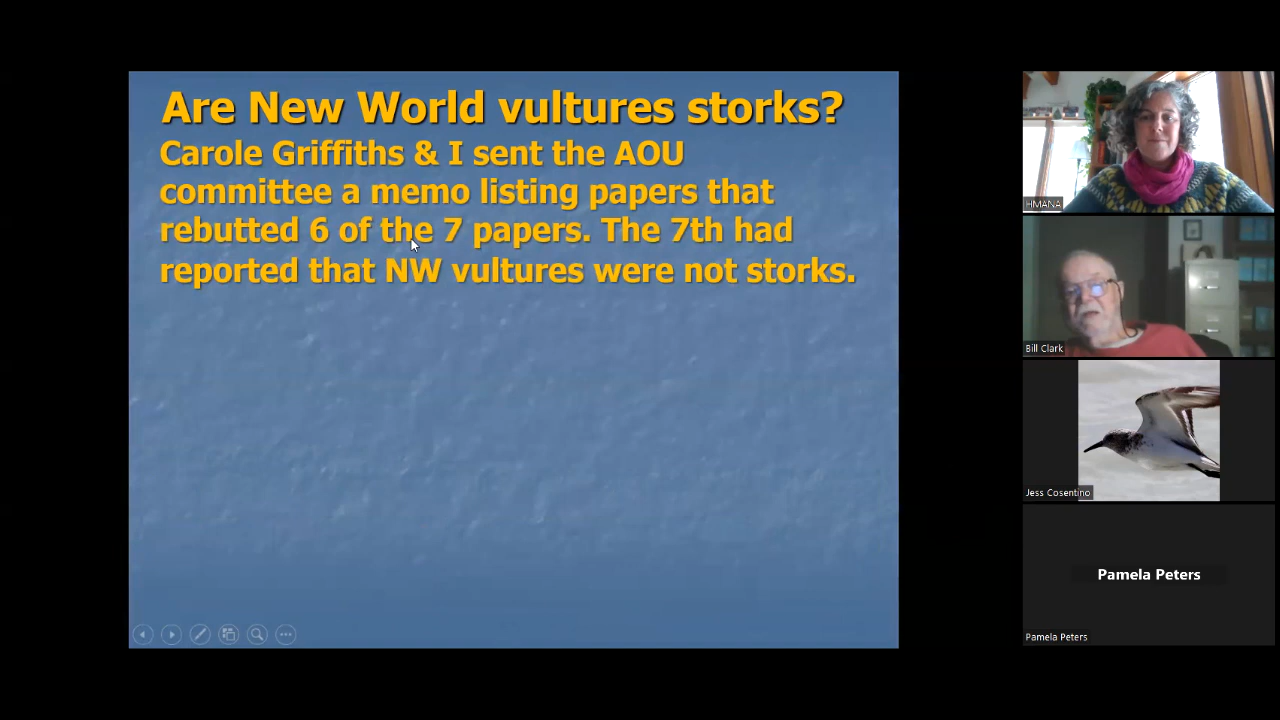 Are New World vultures storks?
Carole Griffiths & I sent the AOU
committee a memo listing papers that
rebutted 6 of the 7 papers. The 7th had
reported that NW vultures were not storks.
HMANA
Bill Clark
Jess Cosentino
Pamela Peters
Pamela Peters